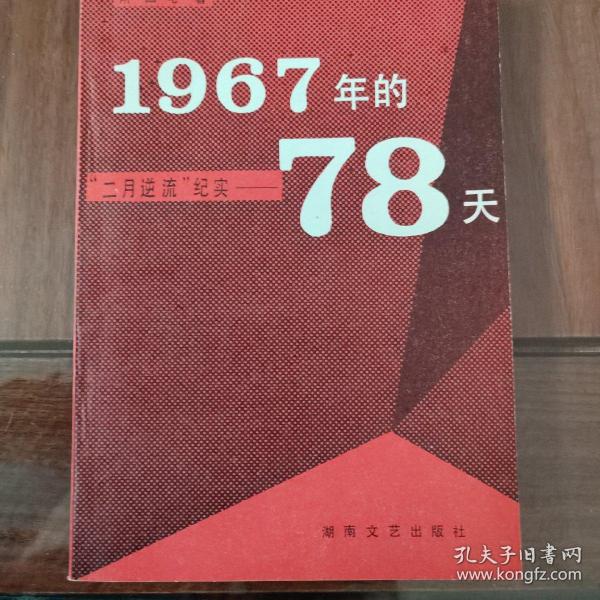 1967年的
78天
“二月逆流”纪实——
湖南文艺出版社
孔夫子旧書网
www.kongfz.com